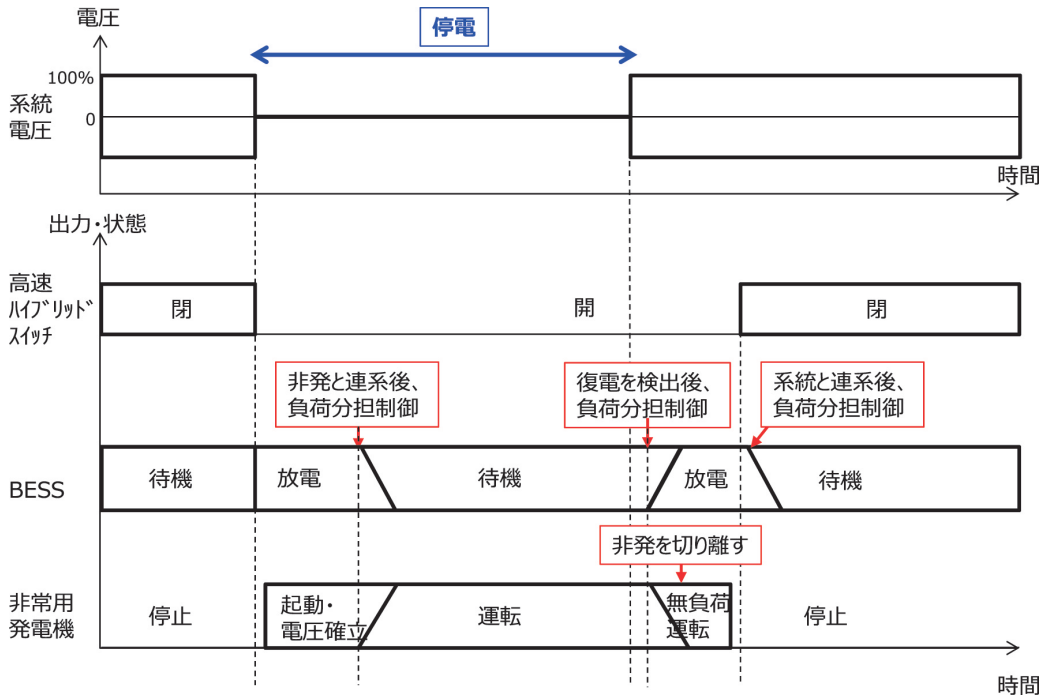 電圧
停電
100%
系統
電圧
0
時間
出力・状態
高速
ﾊｲﾌﾞﾘｯﾄﾞ
ｽｲｯﾁ
閉
開
閉
非発と連系後、
負荷分担制御
復電を検出後、
負荷分担制御
系統と連系後、
負荷分担制御
BESS
待機
放電
待機
放電
待機
非発を切り離す
非常用
発電機
停止
起動・
電圧確立
運転
無負荷
運転
停止
時間